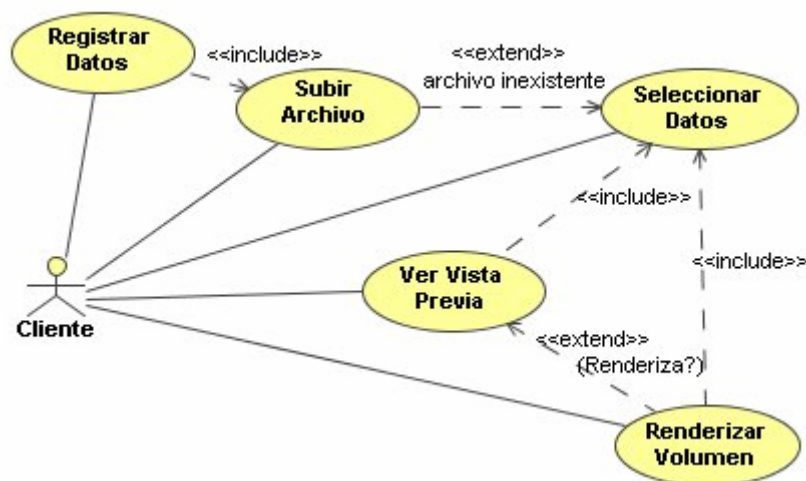 Registrar
Datos
<<include>>
Subir
Archivo
<<extend>>
archivo inexistente
Seleccionar
Datos
<<include>>
<<include>>
Ver Vista
Previa
Cliente
<<extend>>
(Renderiza?)
Renderizar
Volumen